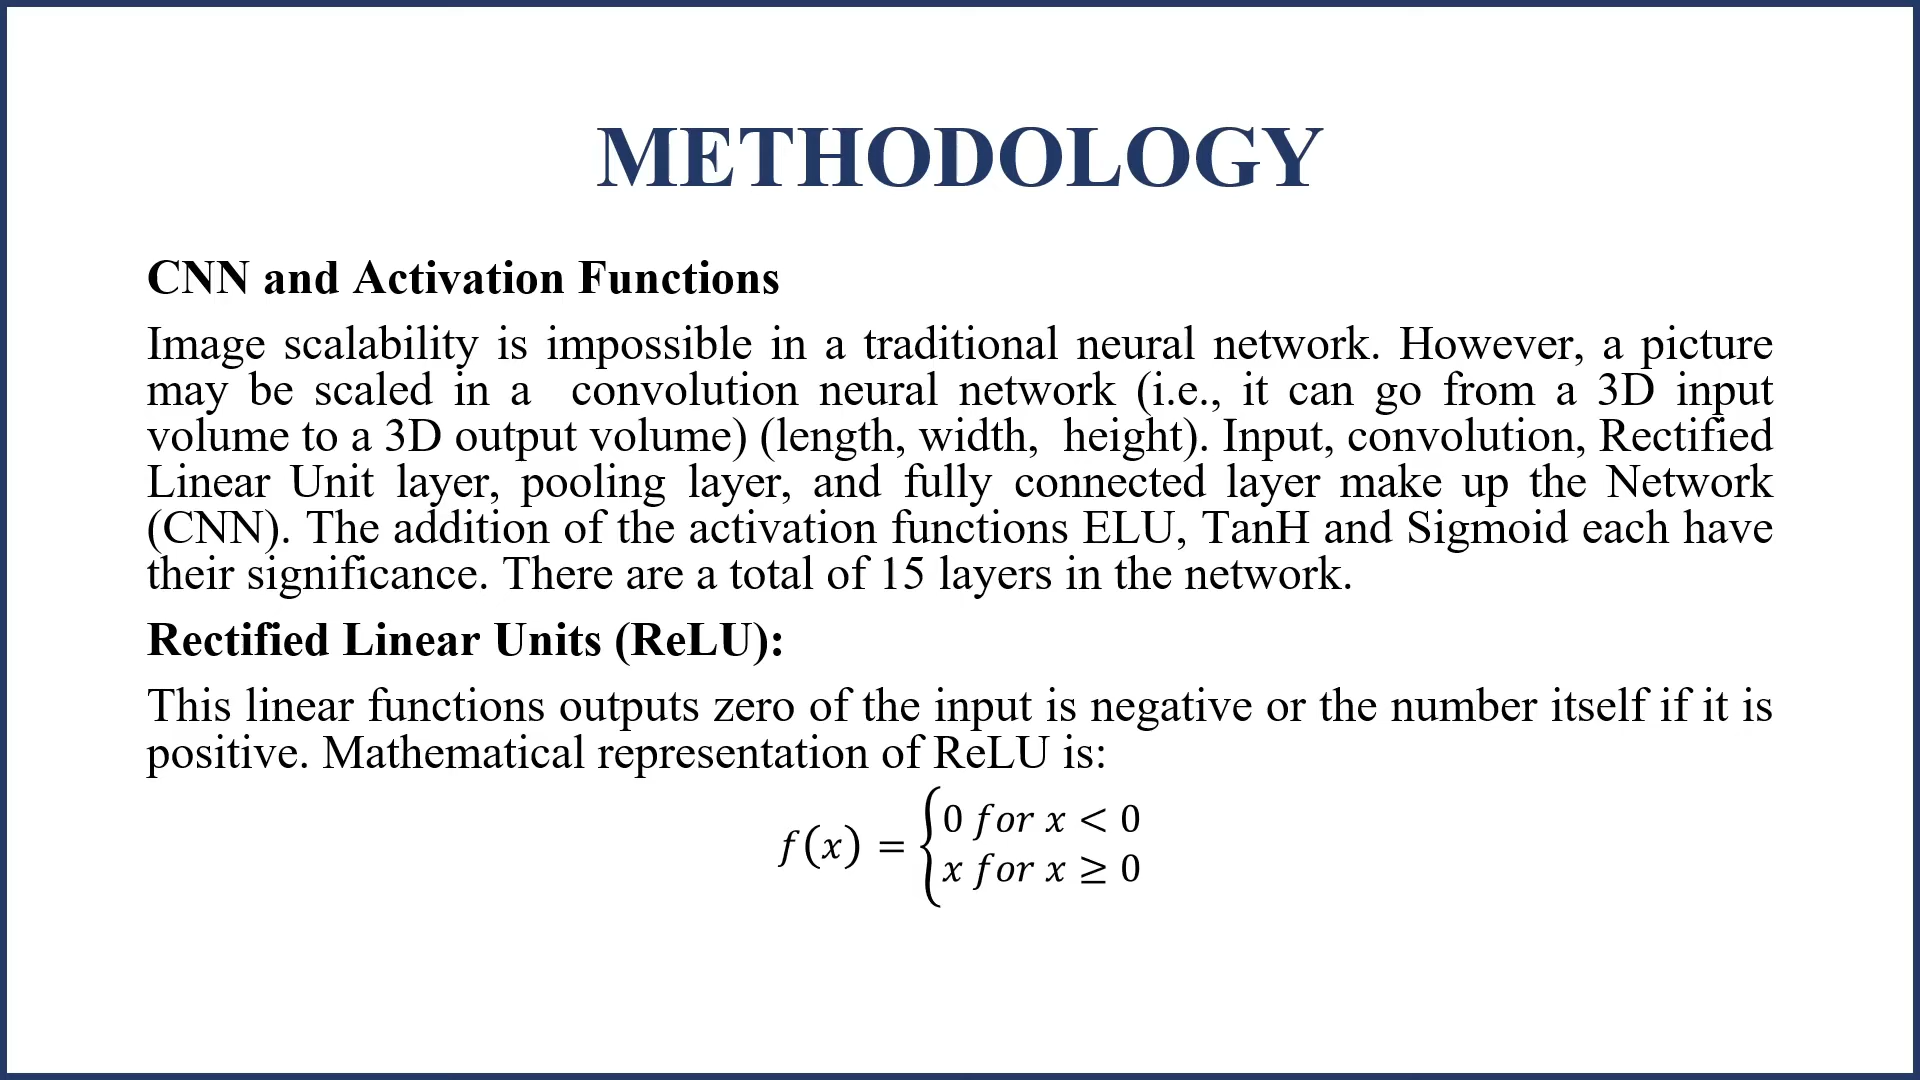 METHODOLOGY
CNN and Activation Functions
Image scalability is impossible in a traditional neural network. However, a picture
may be scaled in a  convolution neural network (i.e., it can go from a 3D input
volume to a 3D output volume) (length, width,  height). Input, convolution, Rectified
Linear Unit layer, pooling layer, and fully connected layer make up the Network
(CNN). The addition of the activation functions ELU, TanH and Sigmoid each have
their significance. There are a total of 15 layers in the network.
Rectified Linear Units (ReLU):
This linear functions outputs zero of the input is negative or the number itself if it is
positive. Mathematical representation of ReLU is:
f(x) = {0 for x < 0
x for x ≥ 0